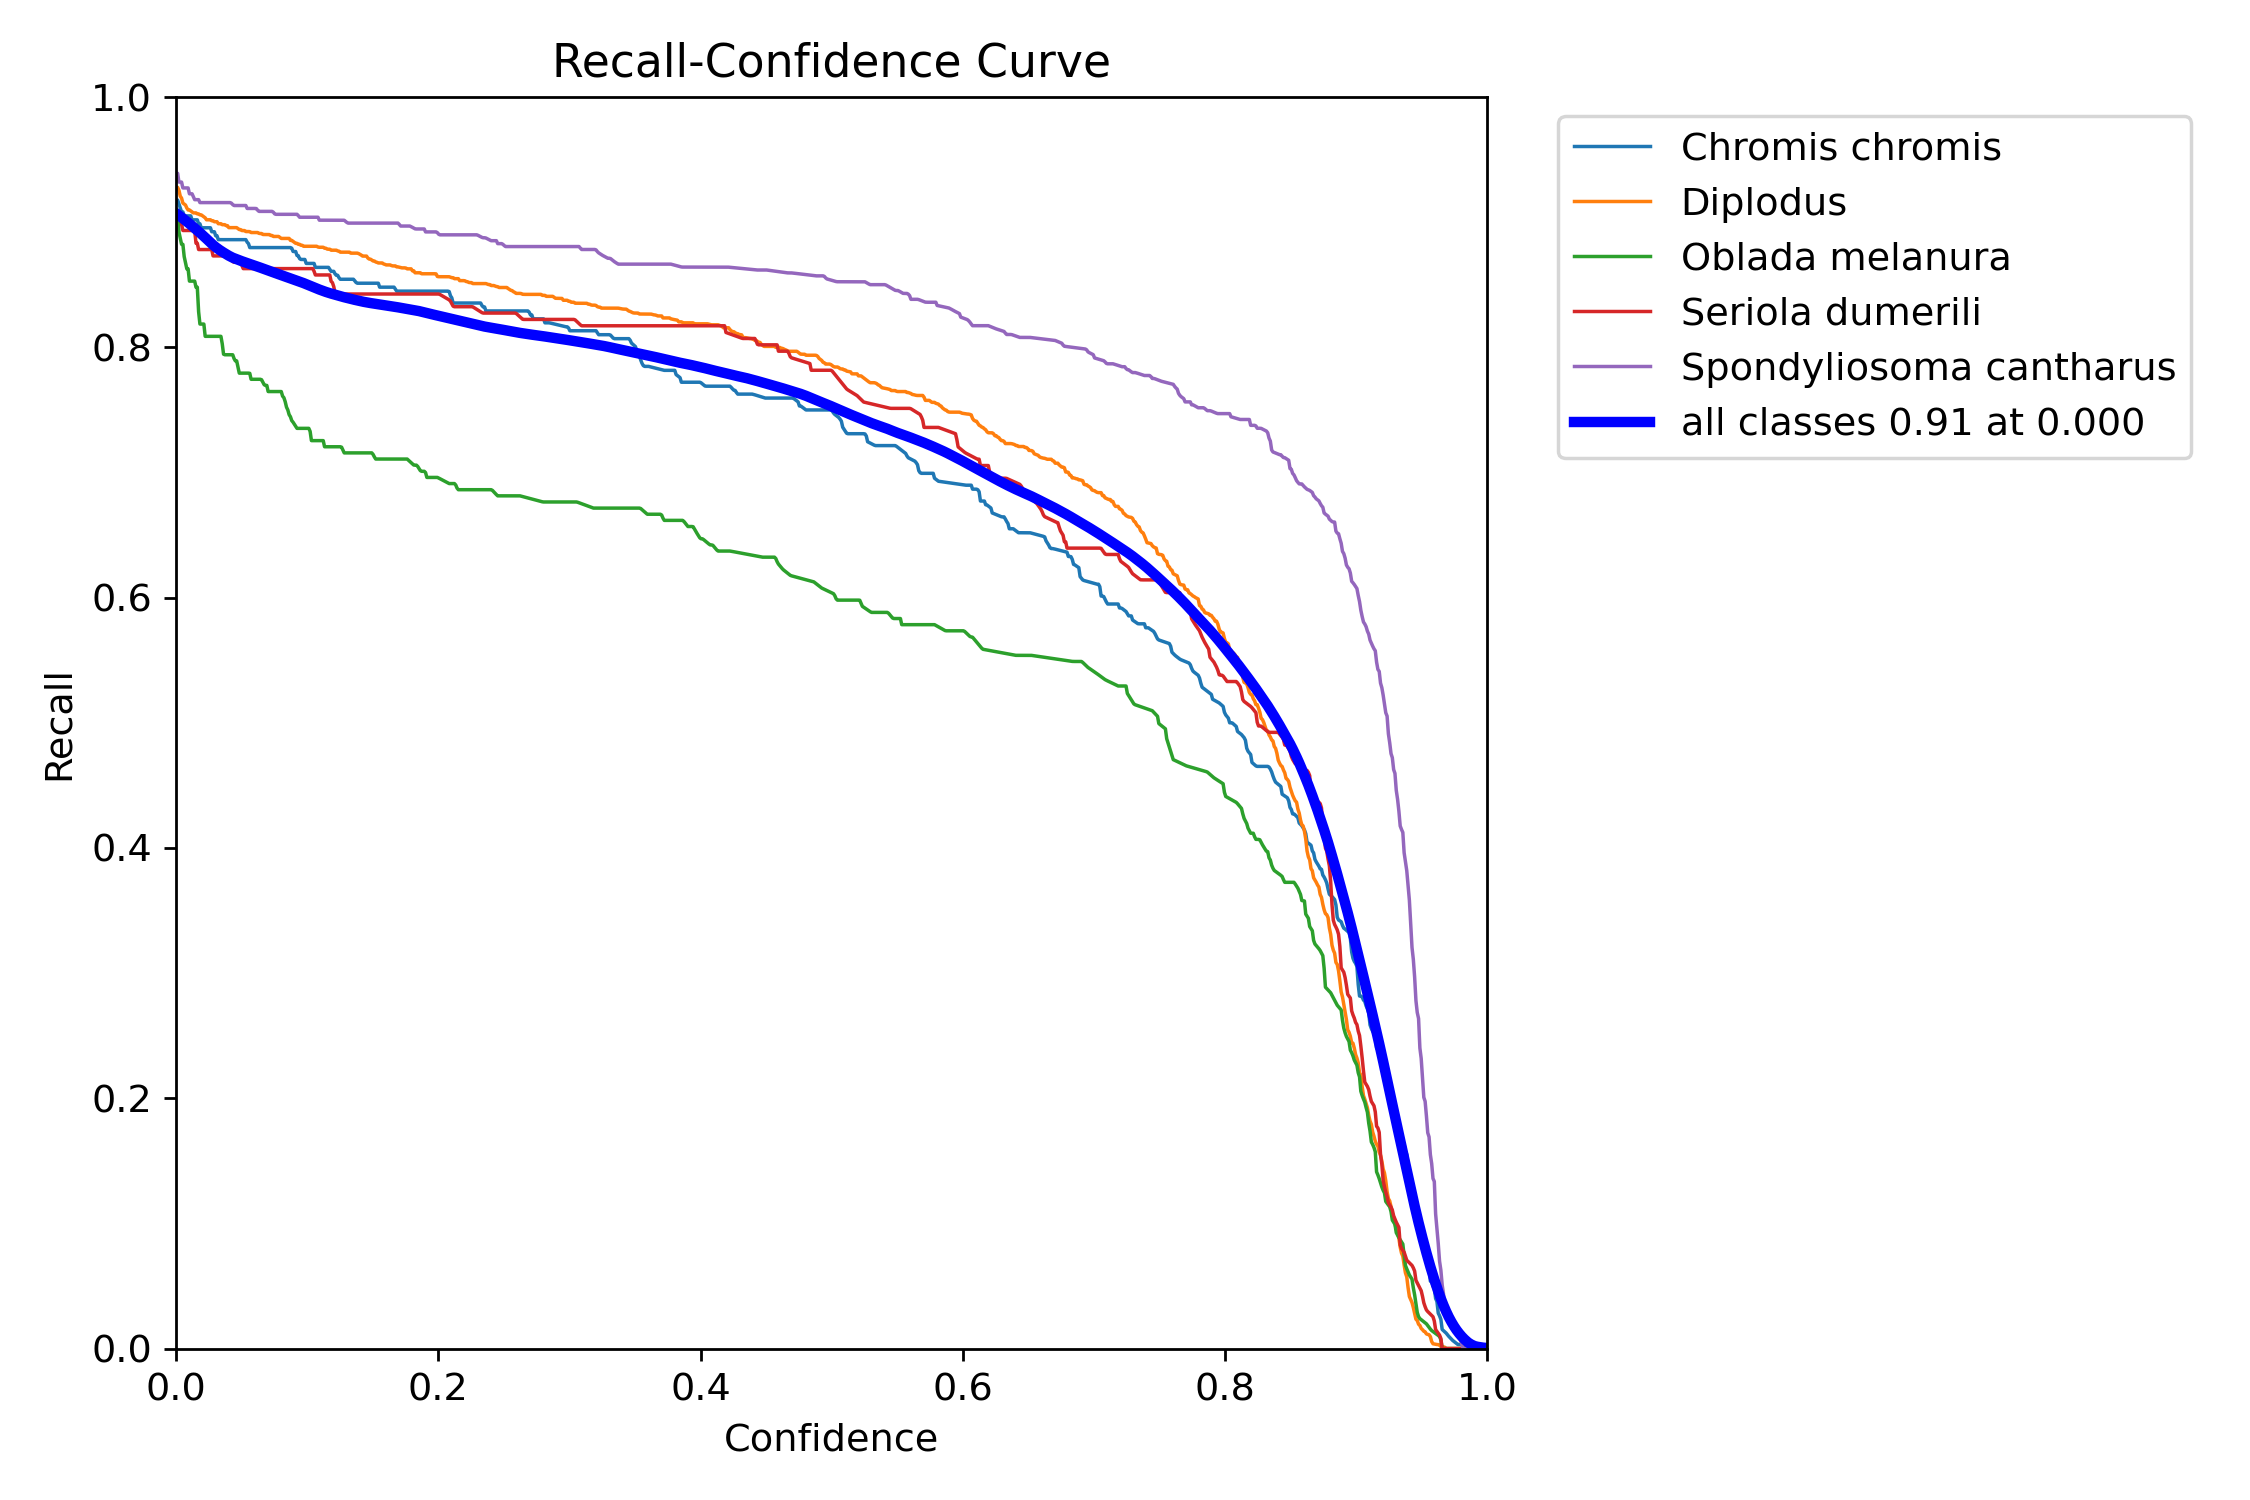 Recall-Confidence Curve
1.0
0.8
0.6
0.4
0.2
0.0
Recall
0.0 0.2 0.4 0.6 0.8 1.0
Confidence
Chromis chromis
Diplodus
Oblada melanura
Seriola dumerili
Spondyliosoma cantharus
all classes 0.91 at 0.000